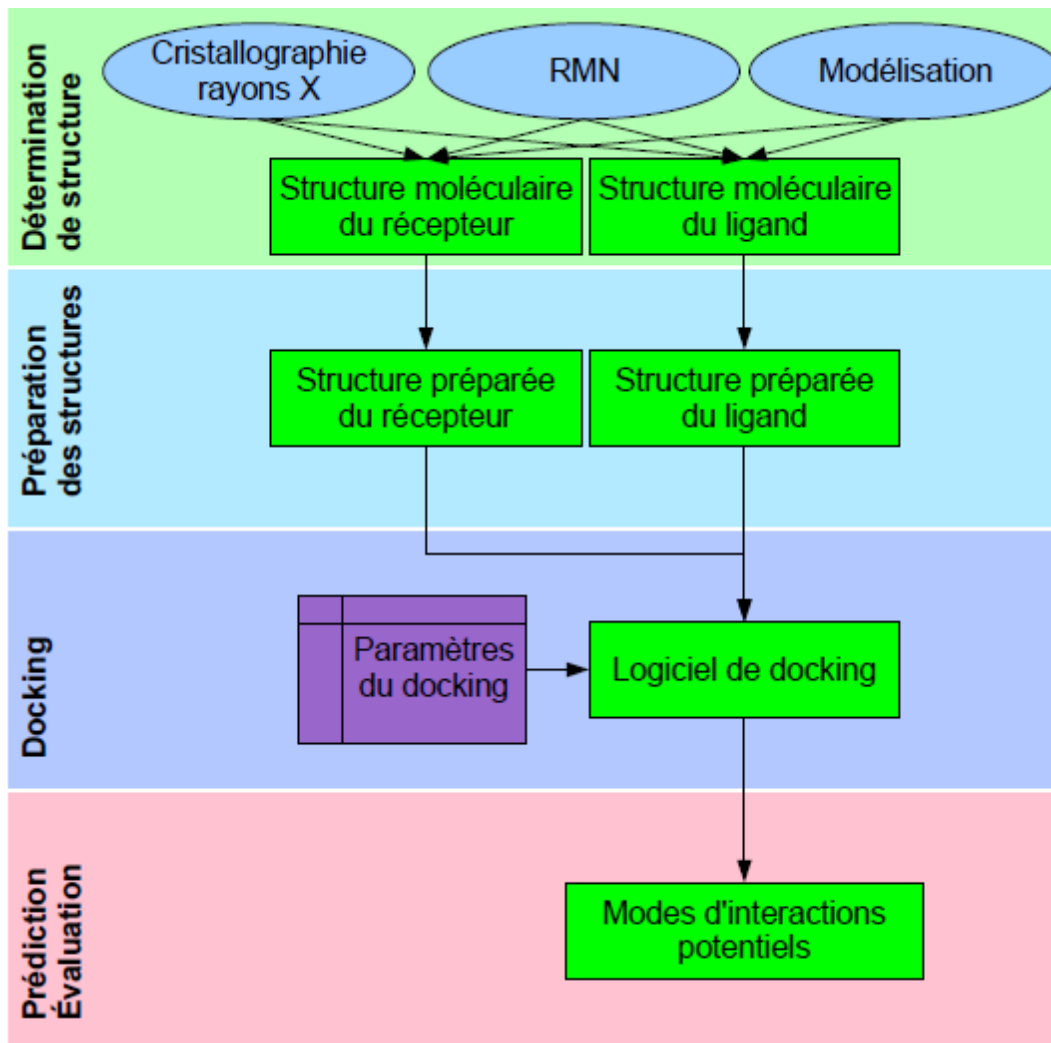 Détermination
de structure
Cristallographie
rayons X
RMN
Modélisation
Structure moléculaire
du récepteur
Structure moléculaire
du ligand
Préparation
des structures
Structure préparée
du récepteur
Structure préparée
du ligand
Docking
Paramètres
du docking
Logiciel de docking
Prédiction
Évaluation
Modes d'interactions
potentiels